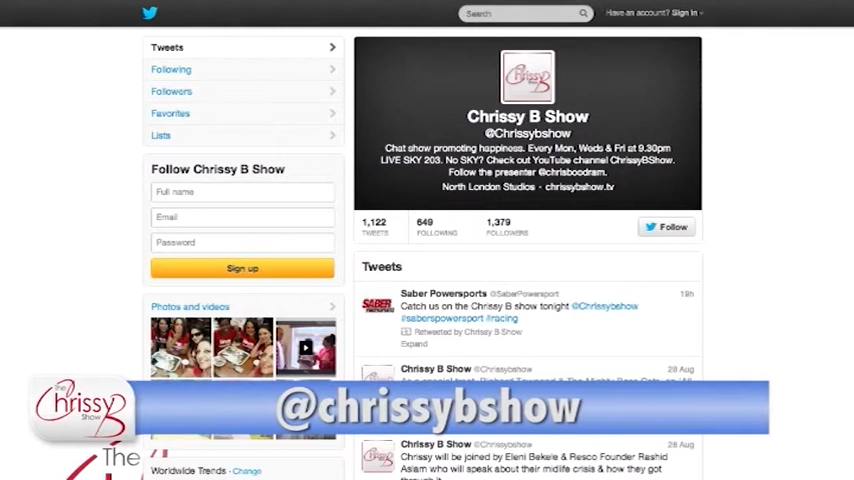 Search
Have an account? Sign in
Tweets
Following
Followers
Favorites
Lists
Follow Chrissy B Show
Full name
Email
Password
Sign up
Photos and videos
Worldwide Trends · Change
Chrissy B
Chrissy B Show
@Chrissybshow
Chat show promoting happiness. Every Mon, Weds & Fri at 9.30pm
LIVE SKY 203. No SKY? Check out YouTube channel ChrissyBShow.
Follow the presenter @chrisboodram.
North London Studios · chrissybshow.tv
1,122
TWEETS
649
FOLLOWING
1,379
FOLLOWERS
Follow
Tweets
SABER
Saber Powersports @SaberPowersport 19h
Catch us on the Chrissy B show tonight @Chrissybshow
#saberspowersport #racing
Retweeted by Chrissy B Show
Expand
Chrissy B Show @Chrissybshow 28 Aug
Chrissy B Show @Chrissybshow 28 Aug
Chrissy will be joined by Eleni Bekele & Resco Founder Rashid
Aslam who will speak about their midlife crisis & how they got
the Chrissy B Show
@chrissybshow
The